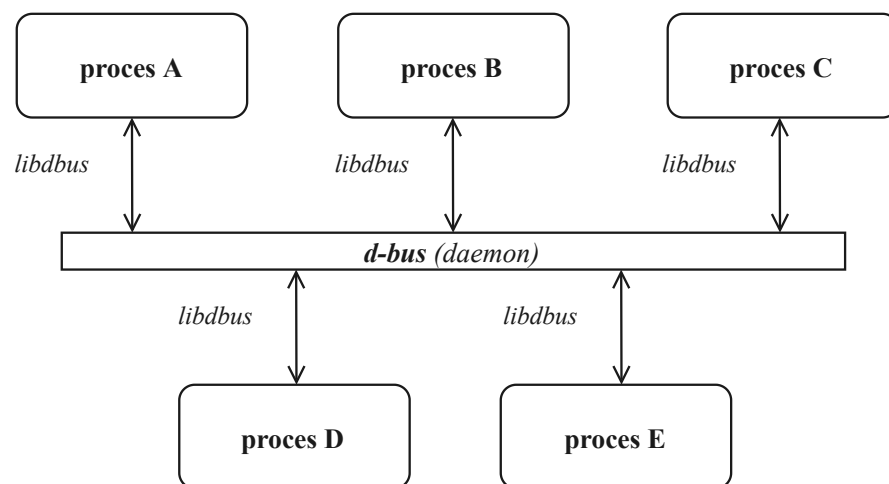 proces A
proces B
proces C
libdbus
libdbus
libdbus
d-bus (daemon)
libdbus
libdbus
proces D
proces E